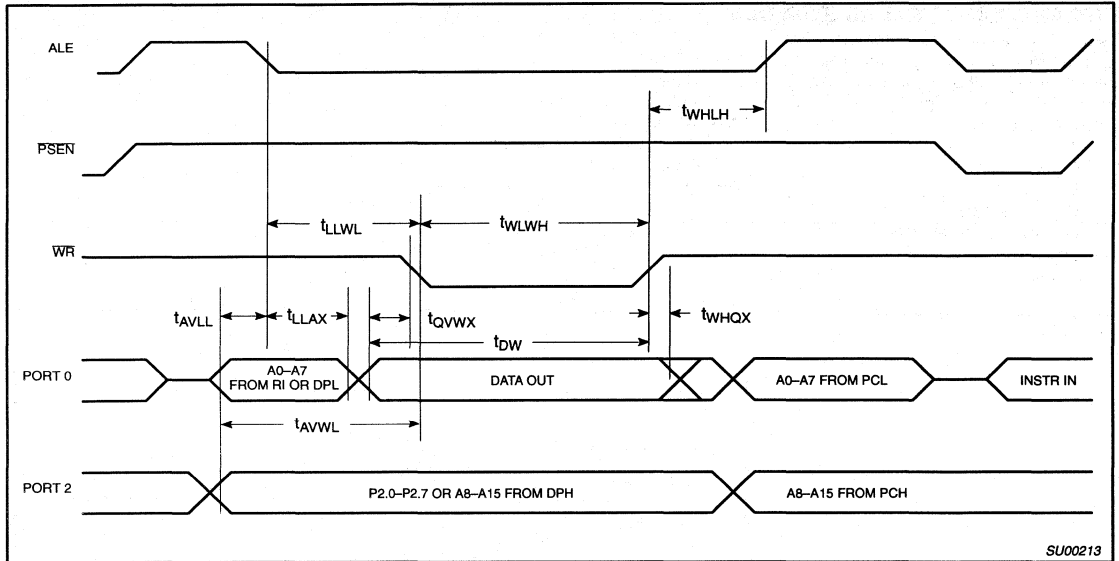 ALE
tWHLH
PSEN
tLLWL
tWLWH
WR
tAVLL
tLLAX
tQVWX
tWHQX
tDW
PORT 0
A0–A7
FROM RI OR DPL
DATA OUT
A0–A7 FROM PCL
INSTR IN
tAVWL
PORT 2
P2.0–P2.7 OR A8–A15 FROM DPH
A8–A15 FROM PCH
SU00213